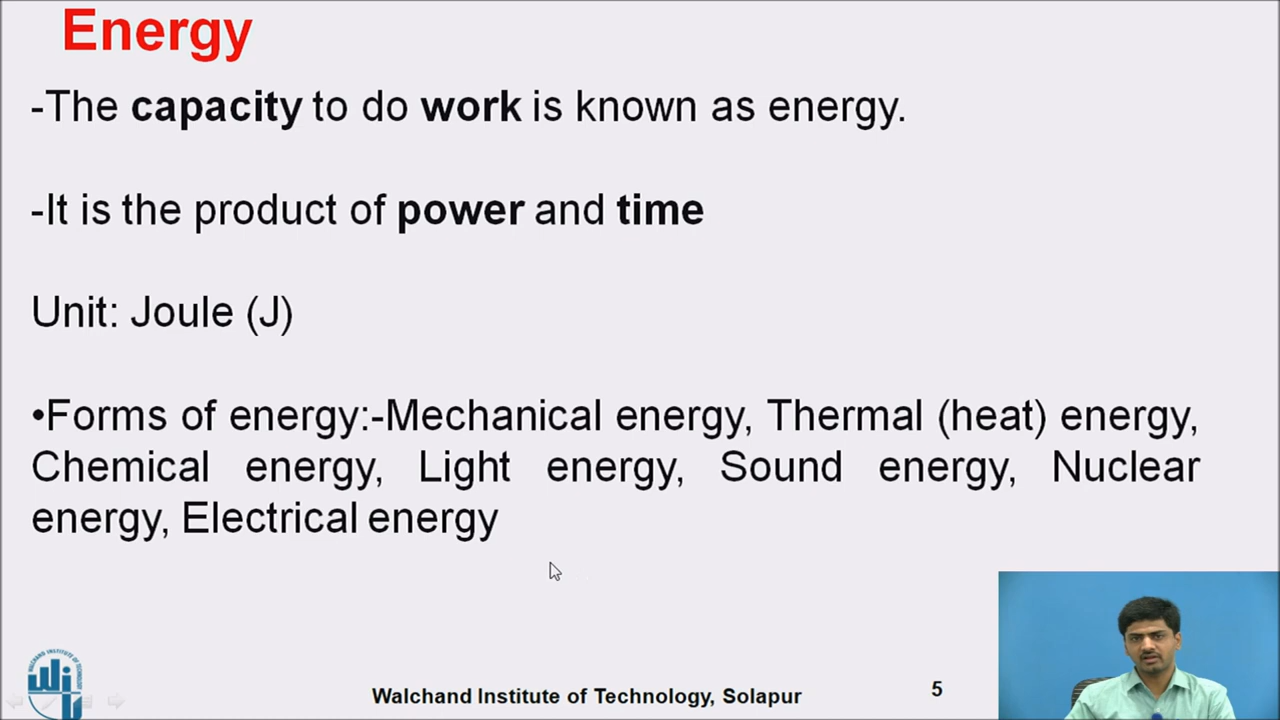 Energy
-The capacity to do work is known as energy.
-It is the product of power and time
Unit: Joule (J)
•Forms of energy:-Mechanical energy, Thermal (heat) energy,
Chemical energy, Light energy, Sound energy, Nuclear
energy, Electrical energy
Walchand Institute of Technology, Solapur
5